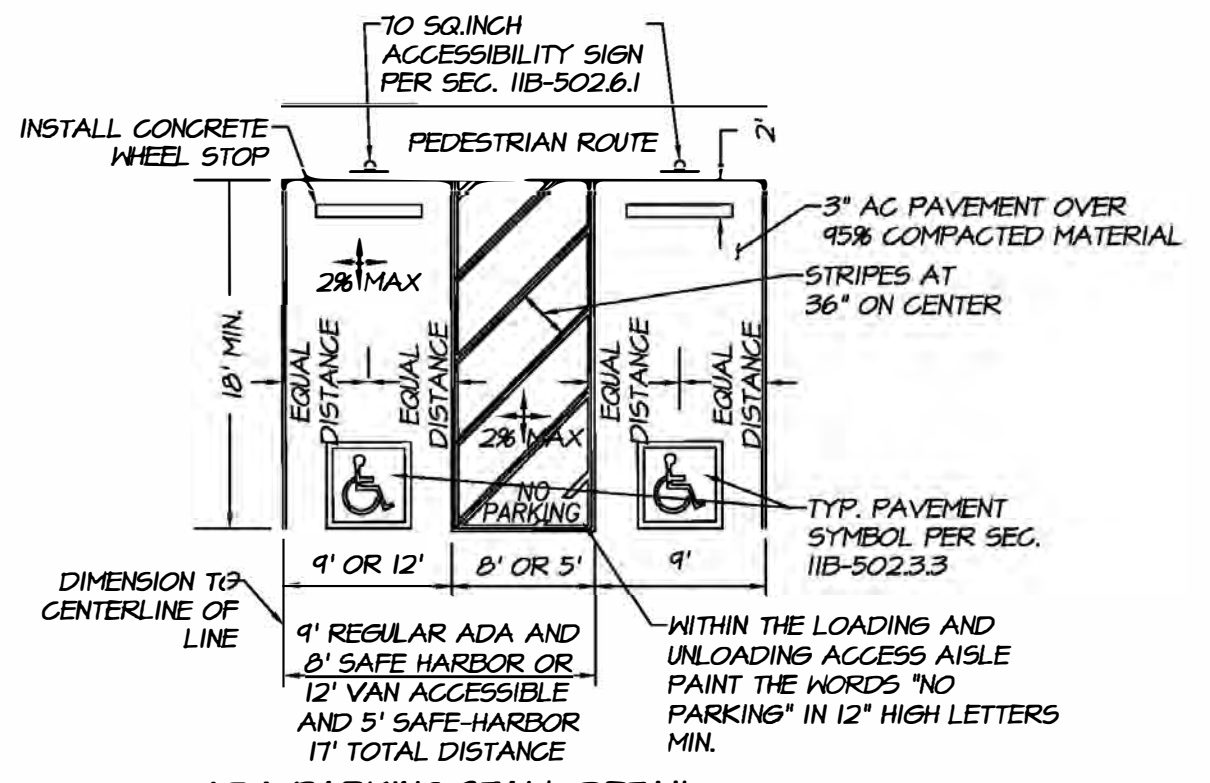 70 SQ.INCH
ACCESSIBILITY SIGN
PER SEC. 11B-502.6.1
INSTALL CONCRETE
WHEEL STOP
PEDESTRIAN ROUTE
2'
3" AC PAVEMENT OVER
95% COMPACTED MATERIAL
2% MAX
STRIPES AT
36" ON CENTER
18' MIN.
EQUAL
DISTANCE
EQUAL
DISTANCE
EQUAL
DISTANCE
EQUAL
DISTANCE
2% MAX
NO
PARKING
TYP. PAVEMENT
SYMBOL PER SEC.
11B-502.3.3
9' OR 12'
8' OR 5'
9'
DIMENSION TO
CENTERLINE OF
LINE
9' REGULAR ADA AND
8' SAFE HARBOR OR
12' VAN ACCESSIBLE
AND 5' SAFE-HARBOR
17' TOTAL DISTANCE
WITHIN THE LOADING AND
UNLOADING ACCESS AISLE
PAINT THE WORDS "NO
PARKING" IN 12" HIGH LETTERS
MIN.